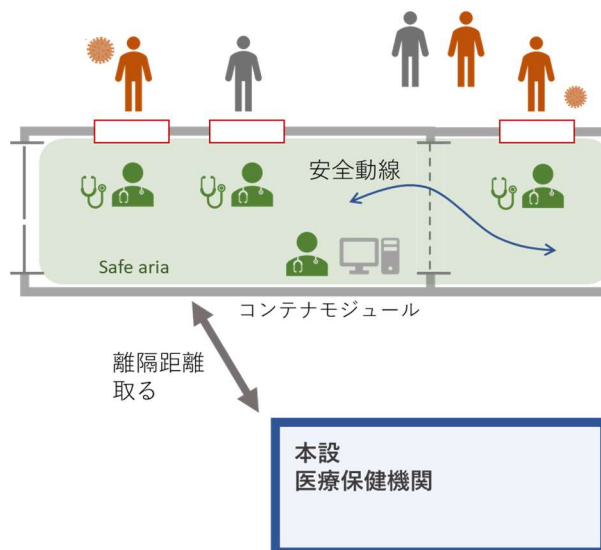 安全動線
Safe aria
コンテナモジュール
離隔距離
取る
本設
医療保健機関